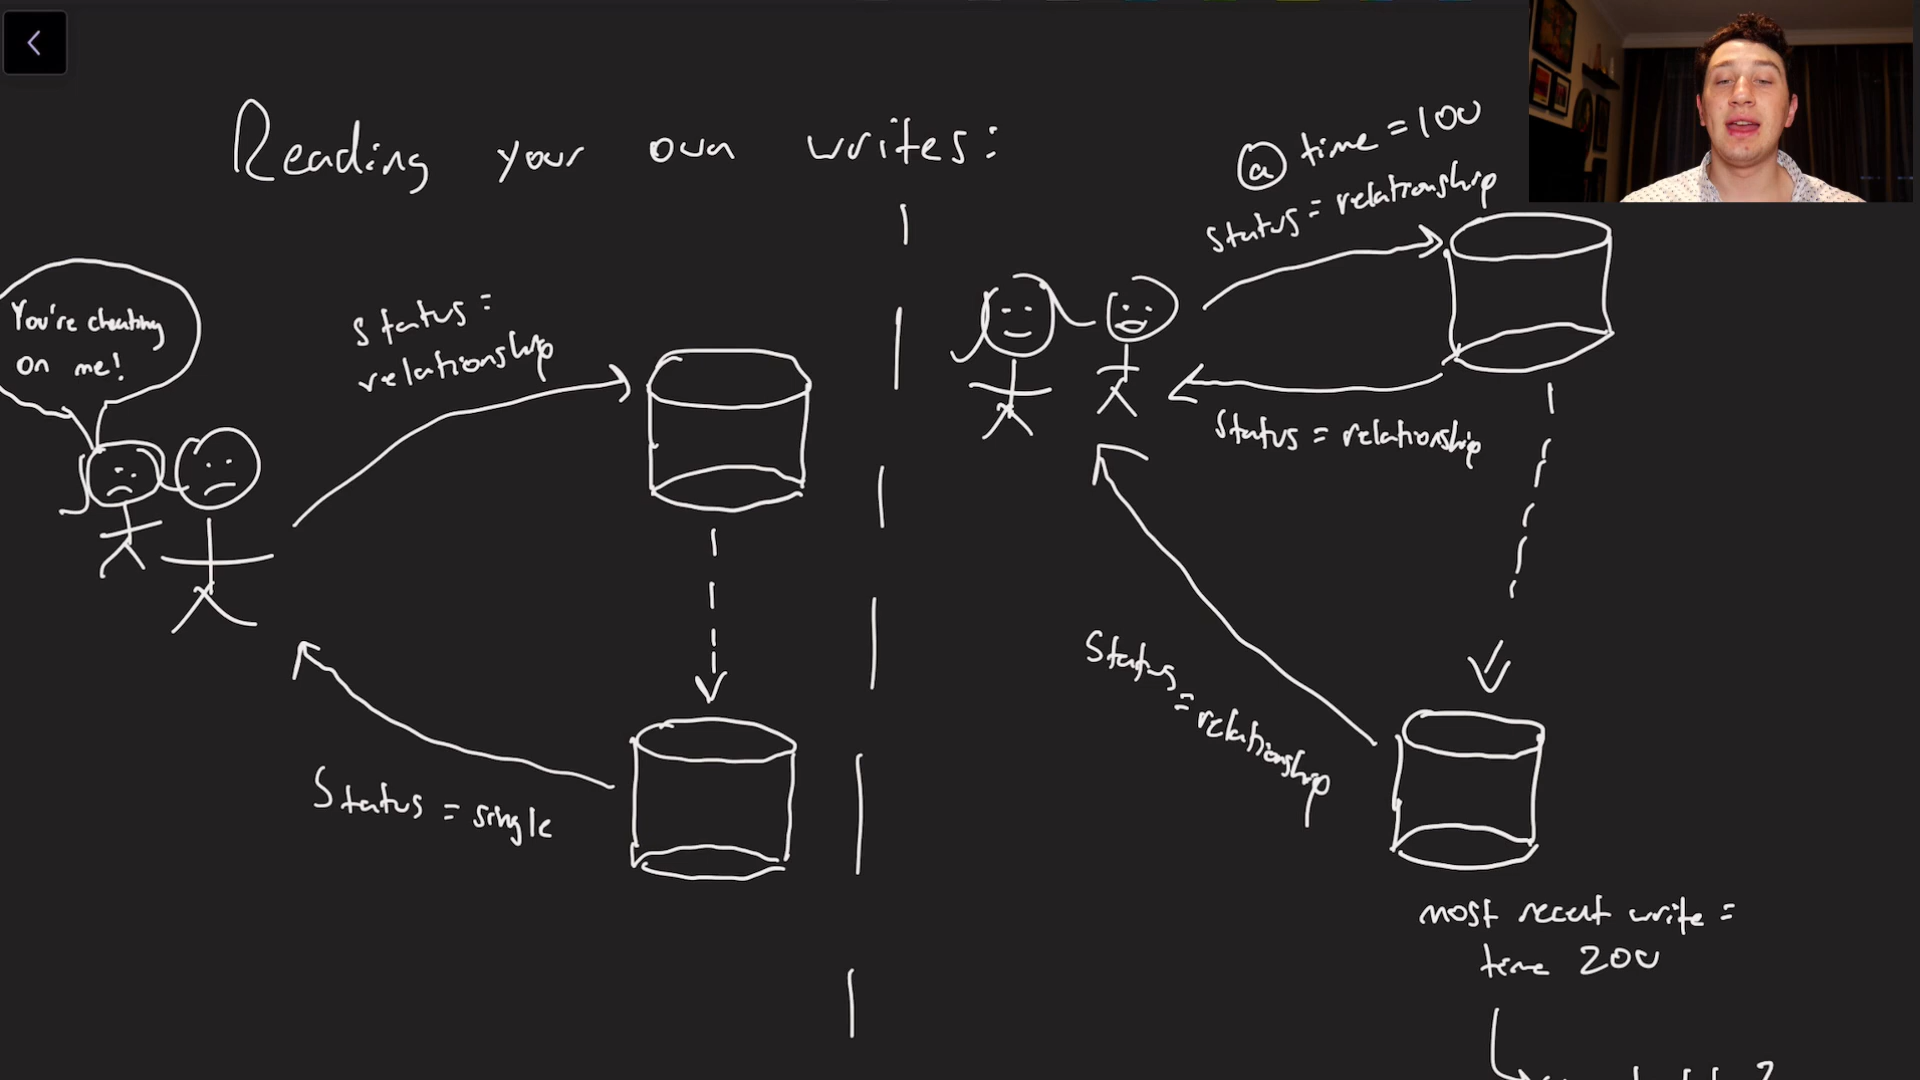 Reading your own writes:
You're cheating
on me!
status =
relationship
Status = single
@ time = 100
status = relationship
Status = relationship
Status
= relationship
most recent write =
time 200